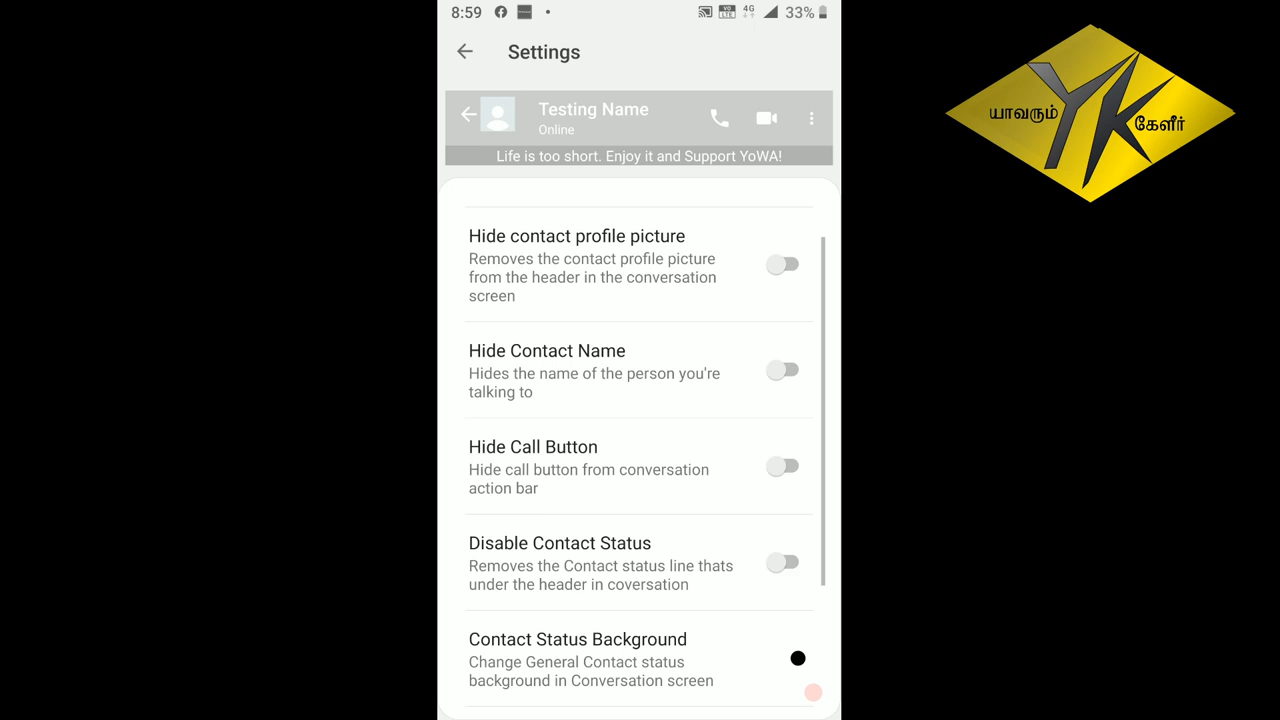 8:59
VO
LTE
4G
33%
Settings
Testing Name
Online
Life is too short. Enjoy it and Support YoWA!
Hide contact profile picture
Removes the contact profile picture
from the header in the conversation
screen
Hide Contact Name
Hides the name of the person you're
talking to
Hide Call Button
Hide call button from conversation
action bar
Disable Contact Status
Removes the Contact status line thats
under the header in coversation
Contact Status Background
Change General Contact status
background in Conversation screen
யாவரும்
YK
கேளீர்